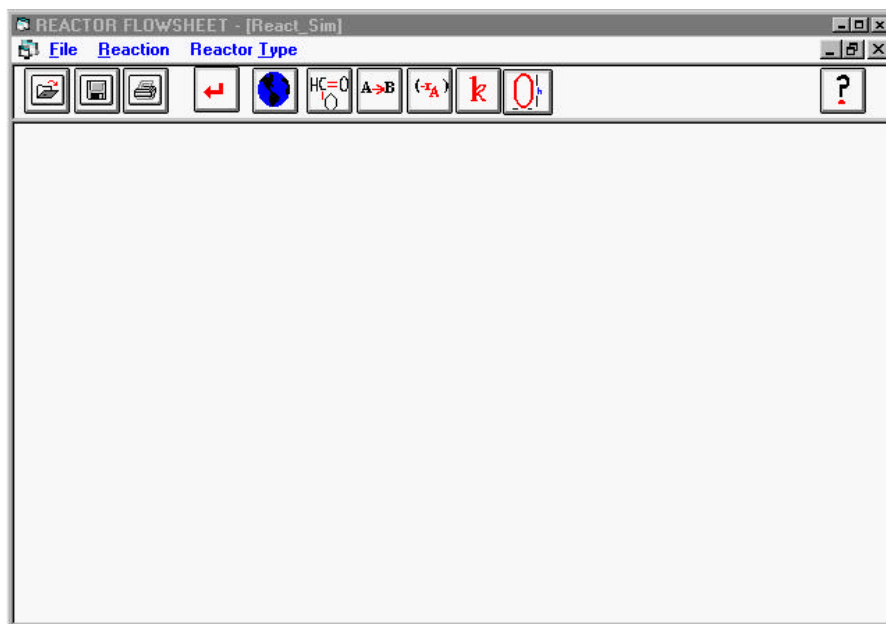 REACTOR FLOWSHEET - [React_Sim]
File Reaction Reactor Type
HC=O A→B (-rA) k h ?